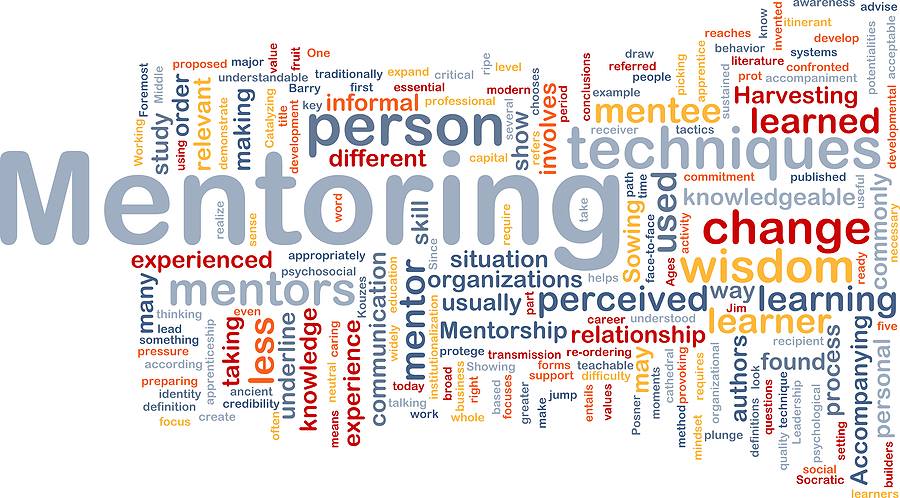 Mentoring
person
techniques
change
wisdom
mentors
mentor
perceived
learning
learner
mentee
learned
Harvesting
knowledgeable
commonly
used
Sowing
involves
show
informal
different
experienced
relevant
making
order
study
many
less
taking
knowledge
experience
communication
underline
skill
situation
organizations
usually
Mentorship
relationship
way
may
authors
found
process
Accompanying
personal
Foremost
Middle
proposed
major
value
fruit
One
understandable
traditionally
expand
critical
ripe
level
Barry
first
essential
modern
key
professional
several
chooses
period
conclusions
refers
Working
using
demonstrate
Catalyzing
title
development
capital
draw
referred
people
example
receiver
tactics
picking
apprentice
reaches
behavior
literature
prot
sustained
know
invented
awareness
itinerant
develop
systems
confronted
accompaniment
advise
potentialities
acceptable
developmental
commitment
published
useful
necessary
ready
path
time
face-to-face
Ages
activity
helps
take
require
Since
word
realize
sense
appropriately
psychosocial
Kouzes
education
widely
institutionalization
part
career
understood
Jim
five
thinking
even
lead
something
pressure
according
apprenticeship
preparing
identity
definition
focus
create
ancient
credibility
often
means
neutral
caring
today
talking
work
protege
transmission
re-ordering
Showing
forms
teachable
support
difficulty
broad
business
right
whole
based
focuses
greater
make
jump
entails
values
Posner
moments
cathedral
provoking
method
mindset
requires
organizational
plunge
recipient
definitions
look
questions
quality
technique
Leadership
psychological
setting
social
Socratic
builders
learners